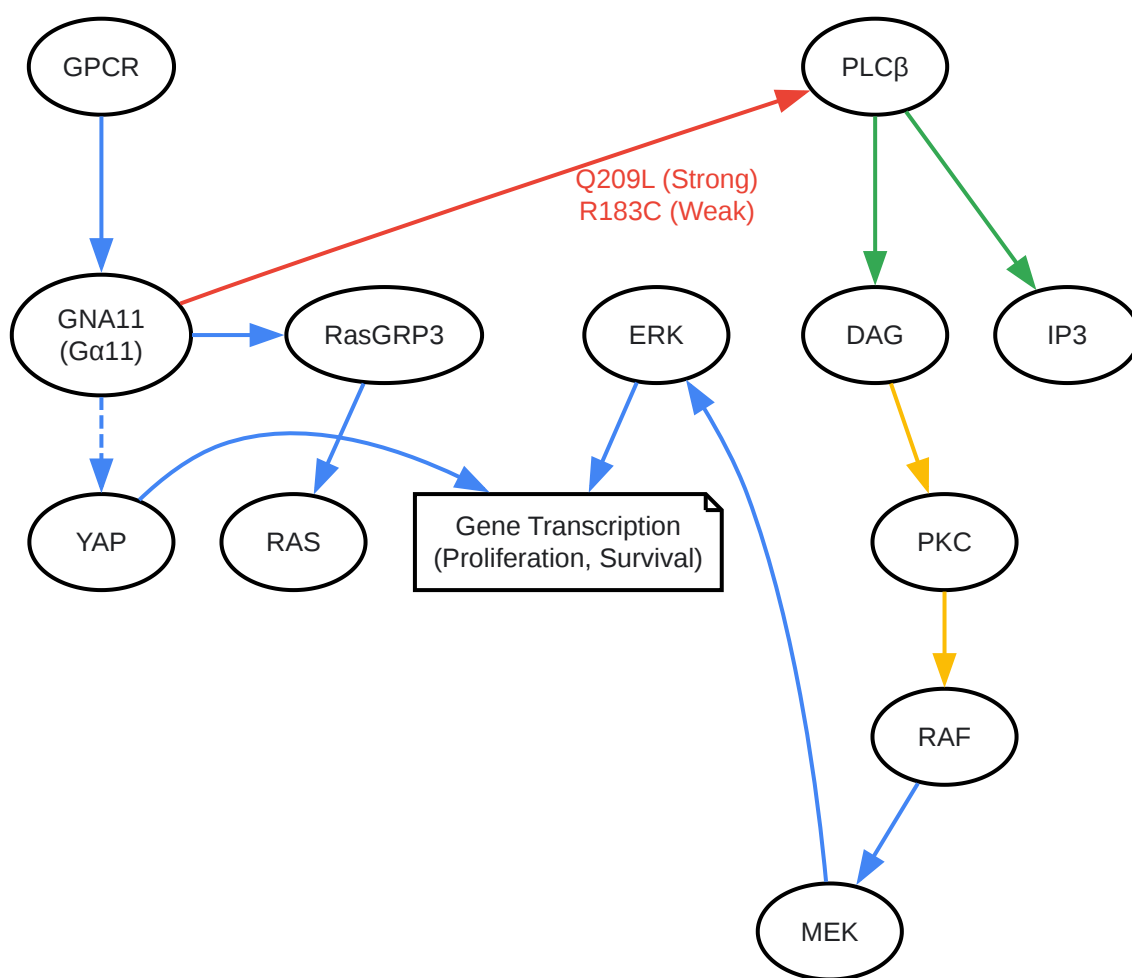 GPCR
PLCβ
Q209L (Strong)
R183C (Weak)
GNA11
(Gα11)
RasGRP3
ERK
DAG
IP3
YAP
RAS
Gene Transcription
(Proliferation, Survival)
PKC
RAF
MEK